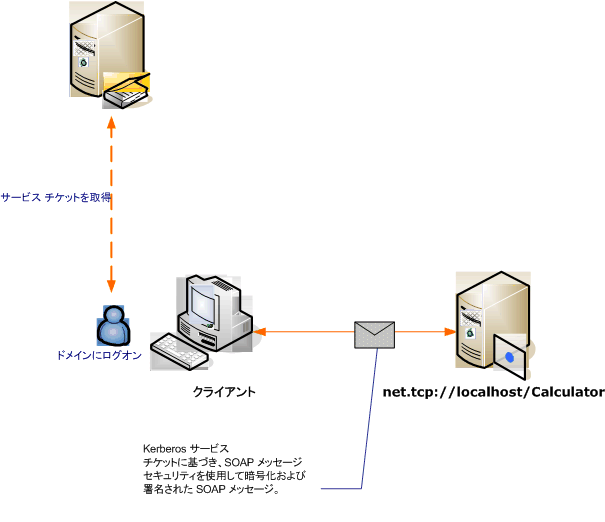 サービス チケットを取得
ドメインにログオン
クライアント
net.tcp://localhost/Calculator
Kerberos サービス
チケットに基づき、SOAP メッセージ
セキュリティを使用して暗号化および
署名された SOAP メッセージ。